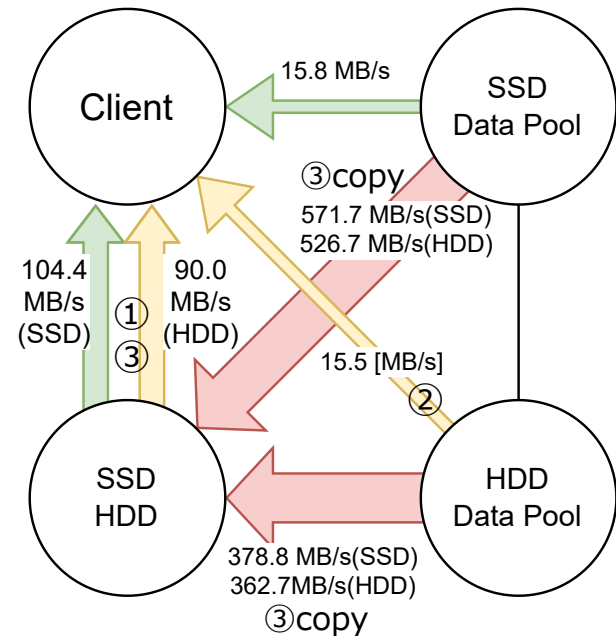 Client
15.8 MB/s
SSD
Data Pool
③copy
571.7 MB/s(SSD)
526.7 MB/s(HDD)
104.4
MB/s
(SSD)
①
③
90.0
MB/s
(HDD)
15.5 [MB/s]
②
SSD
HDD
HDD
Data Pool
378.8 MB/s(SSD)
362.7MB/s(HDD)
③copy